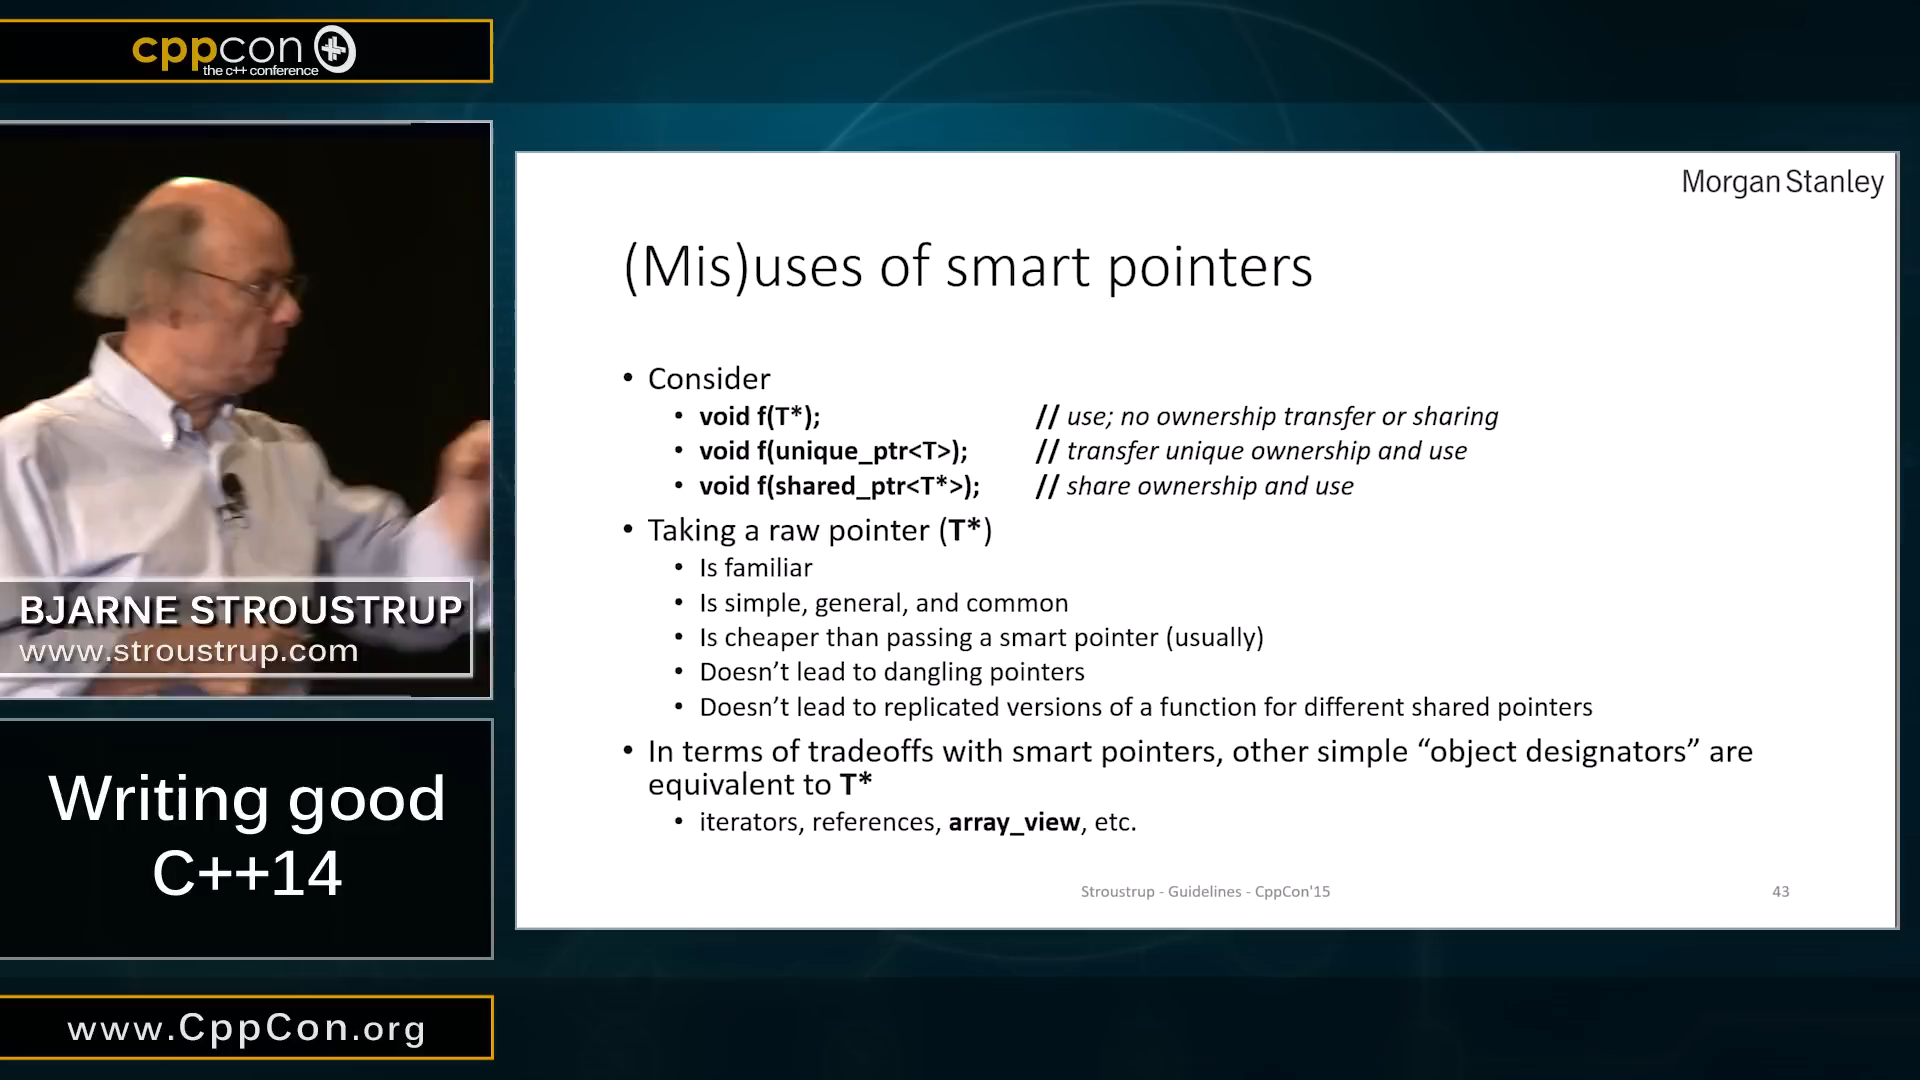 cppcon
the c++ conference
BJARNE STROUSTRUP
www.stroustrup.com
Writing good
C++14
www.CppCon.org
Morgan Stanley
(Mis)uses of smart pointers
• Consider
• void f(T*); // use; no ownership transfer or sharing
• void f(unique_ptr<T>); // transfer unique ownership and use
• void f(shared_ptr<T*>); // share ownership and use
• Taking a raw pointer (T*)
• Is familiar
• Is simple, general, and common
• Is cheaper than passing a smart pointer (usually)
• Doesn’t lead to dangling pointers
• Doesn’t lead to replicated versions of a function for different shared pointers
• In terms of tradeoffs with smart pointers, other simple “object designators” are
equivalent to T*
• iterators, references, array_view, etc.
Stroustrup - Guidelines - CppCon'15
43